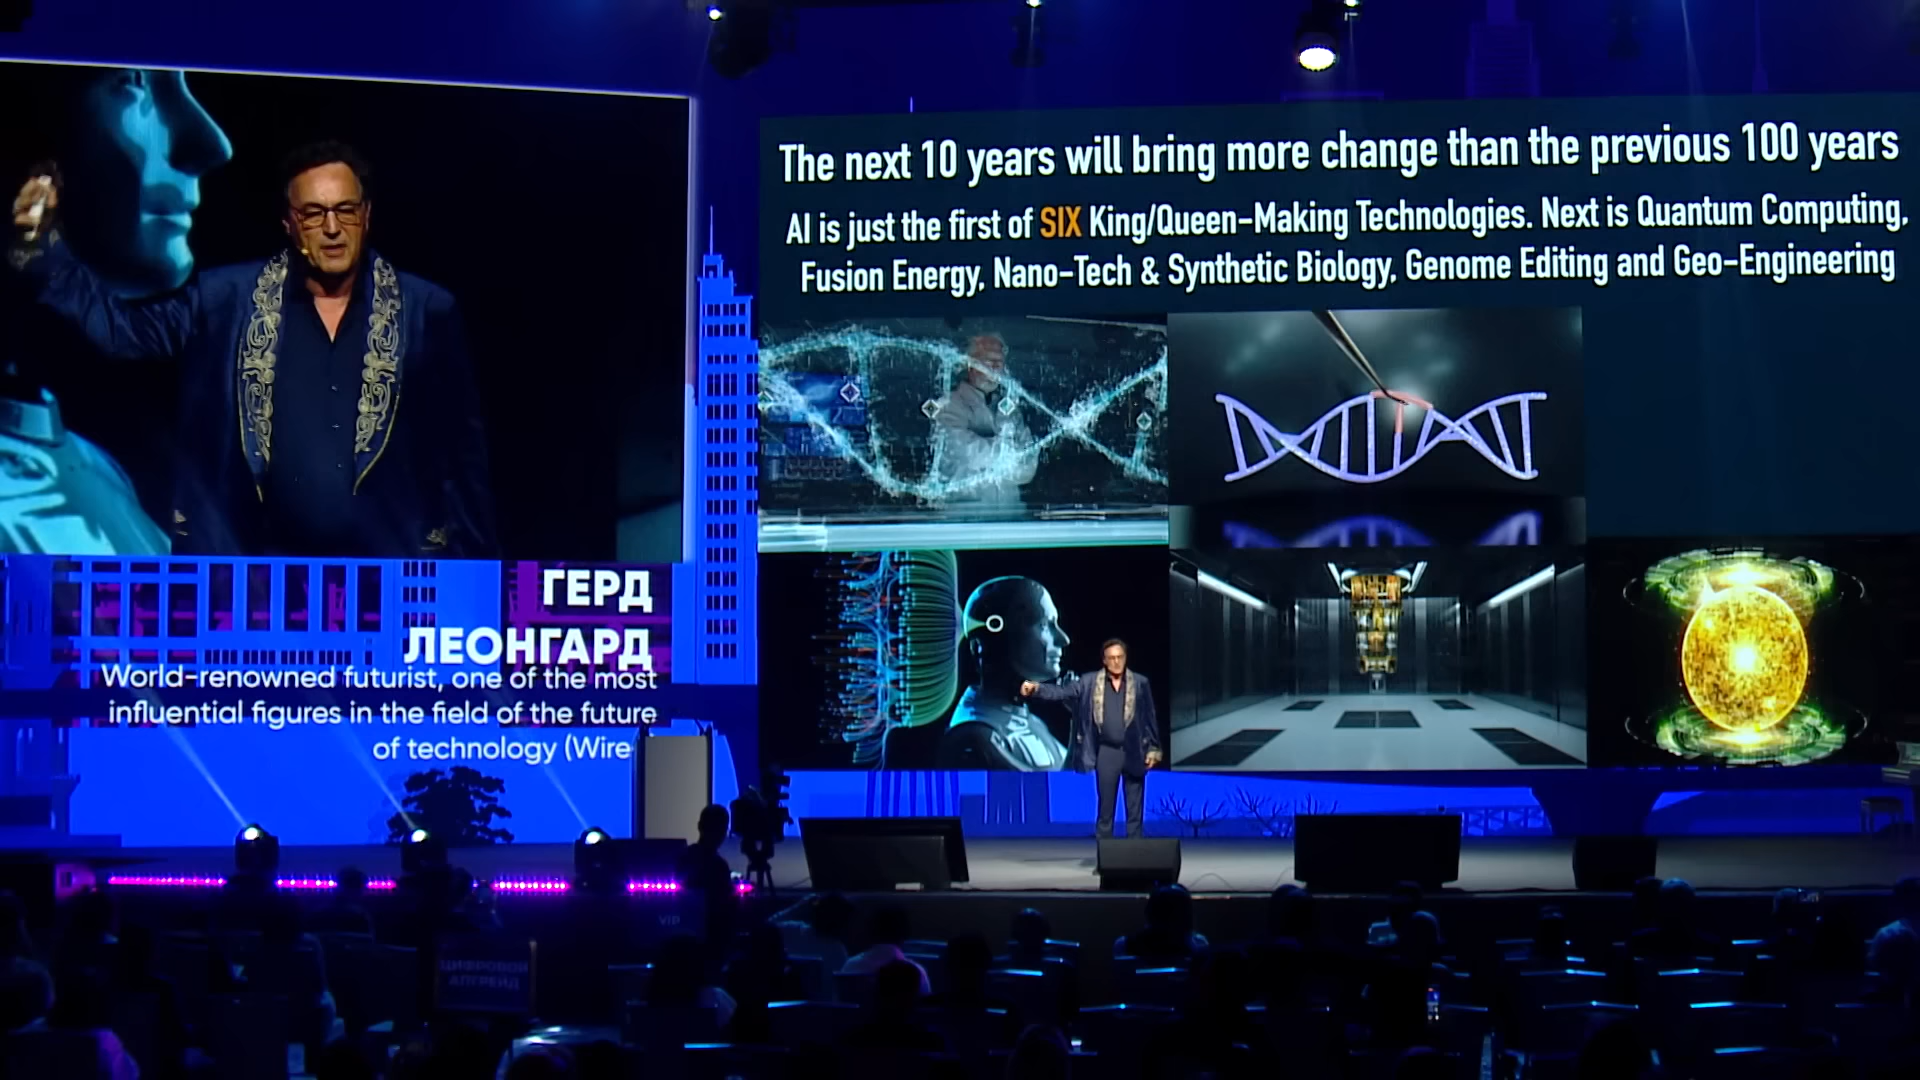 The next 10 years will bring more change than the previous 100 years
AI is just the first of SIX King/Queen-Making Technologies. Next is Quantum Computing,
Fusion Energy, Nano-Tech & Synthetic Biology, Genome Editing and Geo-Engineering
ГЕРД
ЛЕОНГАРД
World-renowned futurist, one of the most
influential figures in the field of the future
of technology (Wire
VIP
ЦИФРОВОЙ
АПГРЕЙД